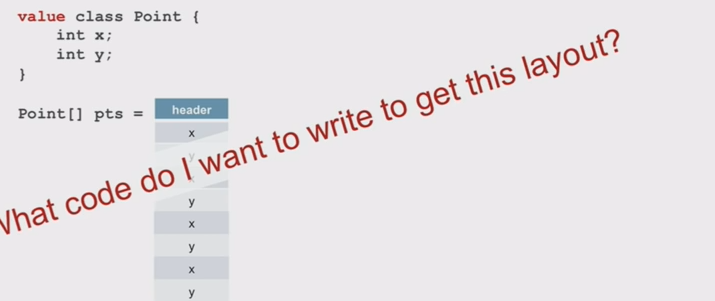 value class Point {
int x;
int y;
}
Point[] pts =
header
x
y
What code do I want to write to get this layout?
y
x
y
x
y